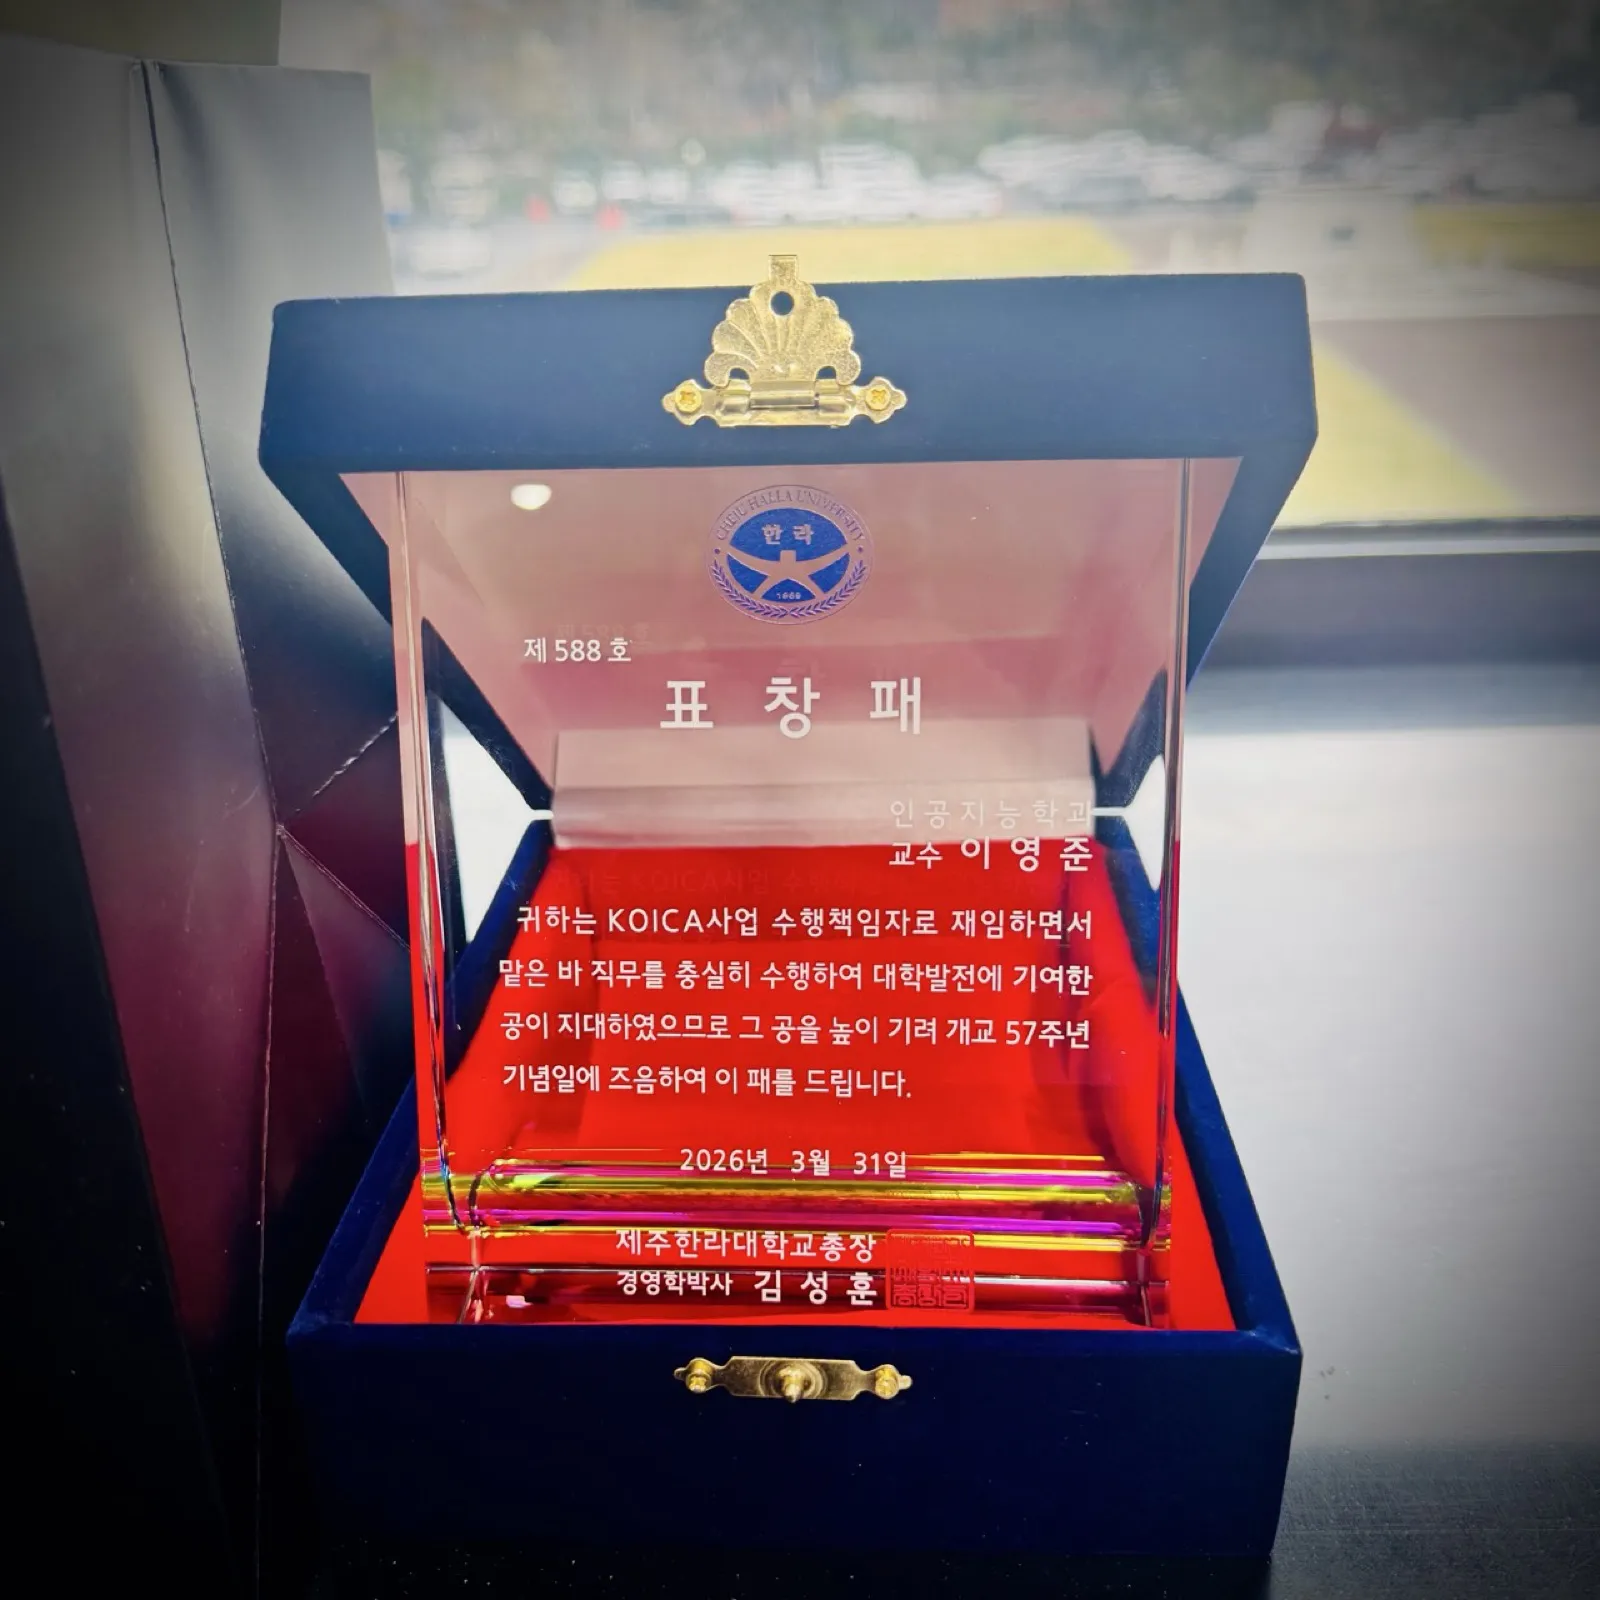 CHEJU HALLA UNIVERSITY
한라
1969
제 588 호
표 창 패
인공지능학과
교수 이 영 준
귀하는 KOICA사업 수행책임자로 재임하면서
맡은 바 직무를 충실히 수행하여 대학발전에 기여한
공이 지대하였으므로 그 공을 높이 기려 개교 57주년
기념일에 즈음하여 이 패를 드립니다.
2026년 3월 31일
제주한라대학교총장
경영학박사 김 성 훈